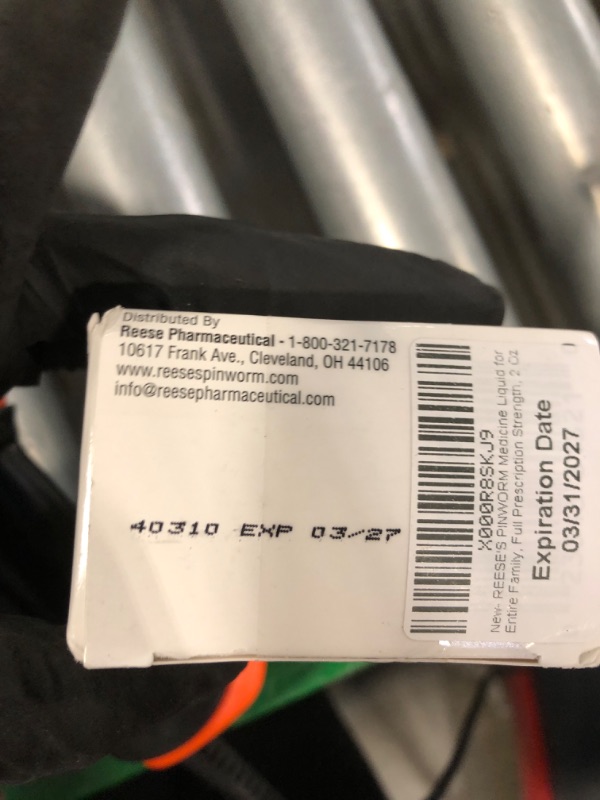 Distributed By
Reese Pharmaceutical - 1-800-321-7178
10617 Frank Ave., Cleveland, OH 44106
www.reesespinworm.com
info@reesepharmaceutical.com
40310 EXP 03/27
X000R8SKJ9
New- REESE'S PINWORM Medicine Liquid for
Entire Family, Full Prescription Strength, 2 Oz
Expiration Date
03/31/2027